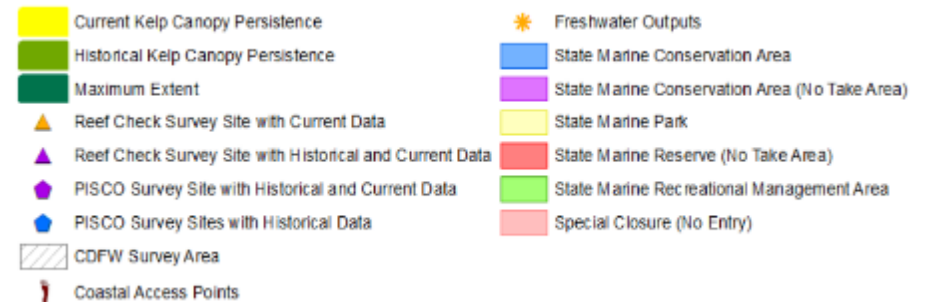 Current Kelp Canopy Persistence
Historical Kelp Canopy Persistence
Maximum Extent
Reef Check Survey Site with Current Data
Reef Check Survey Site with Historical and Current Data
PISCO Survey Site with Historical and Current Data
PISCO Survey Sites with Historical Data
CDFW Survey Area
Coastal Access Points
Freshwater Outputs
State Marine Conservation Area
State Marine Conservation Area (No Take Area)
State Marine Park
State Marine Reserve (No Take Area)
State Marine Recreational Management Area
Special Closure (No Entry)